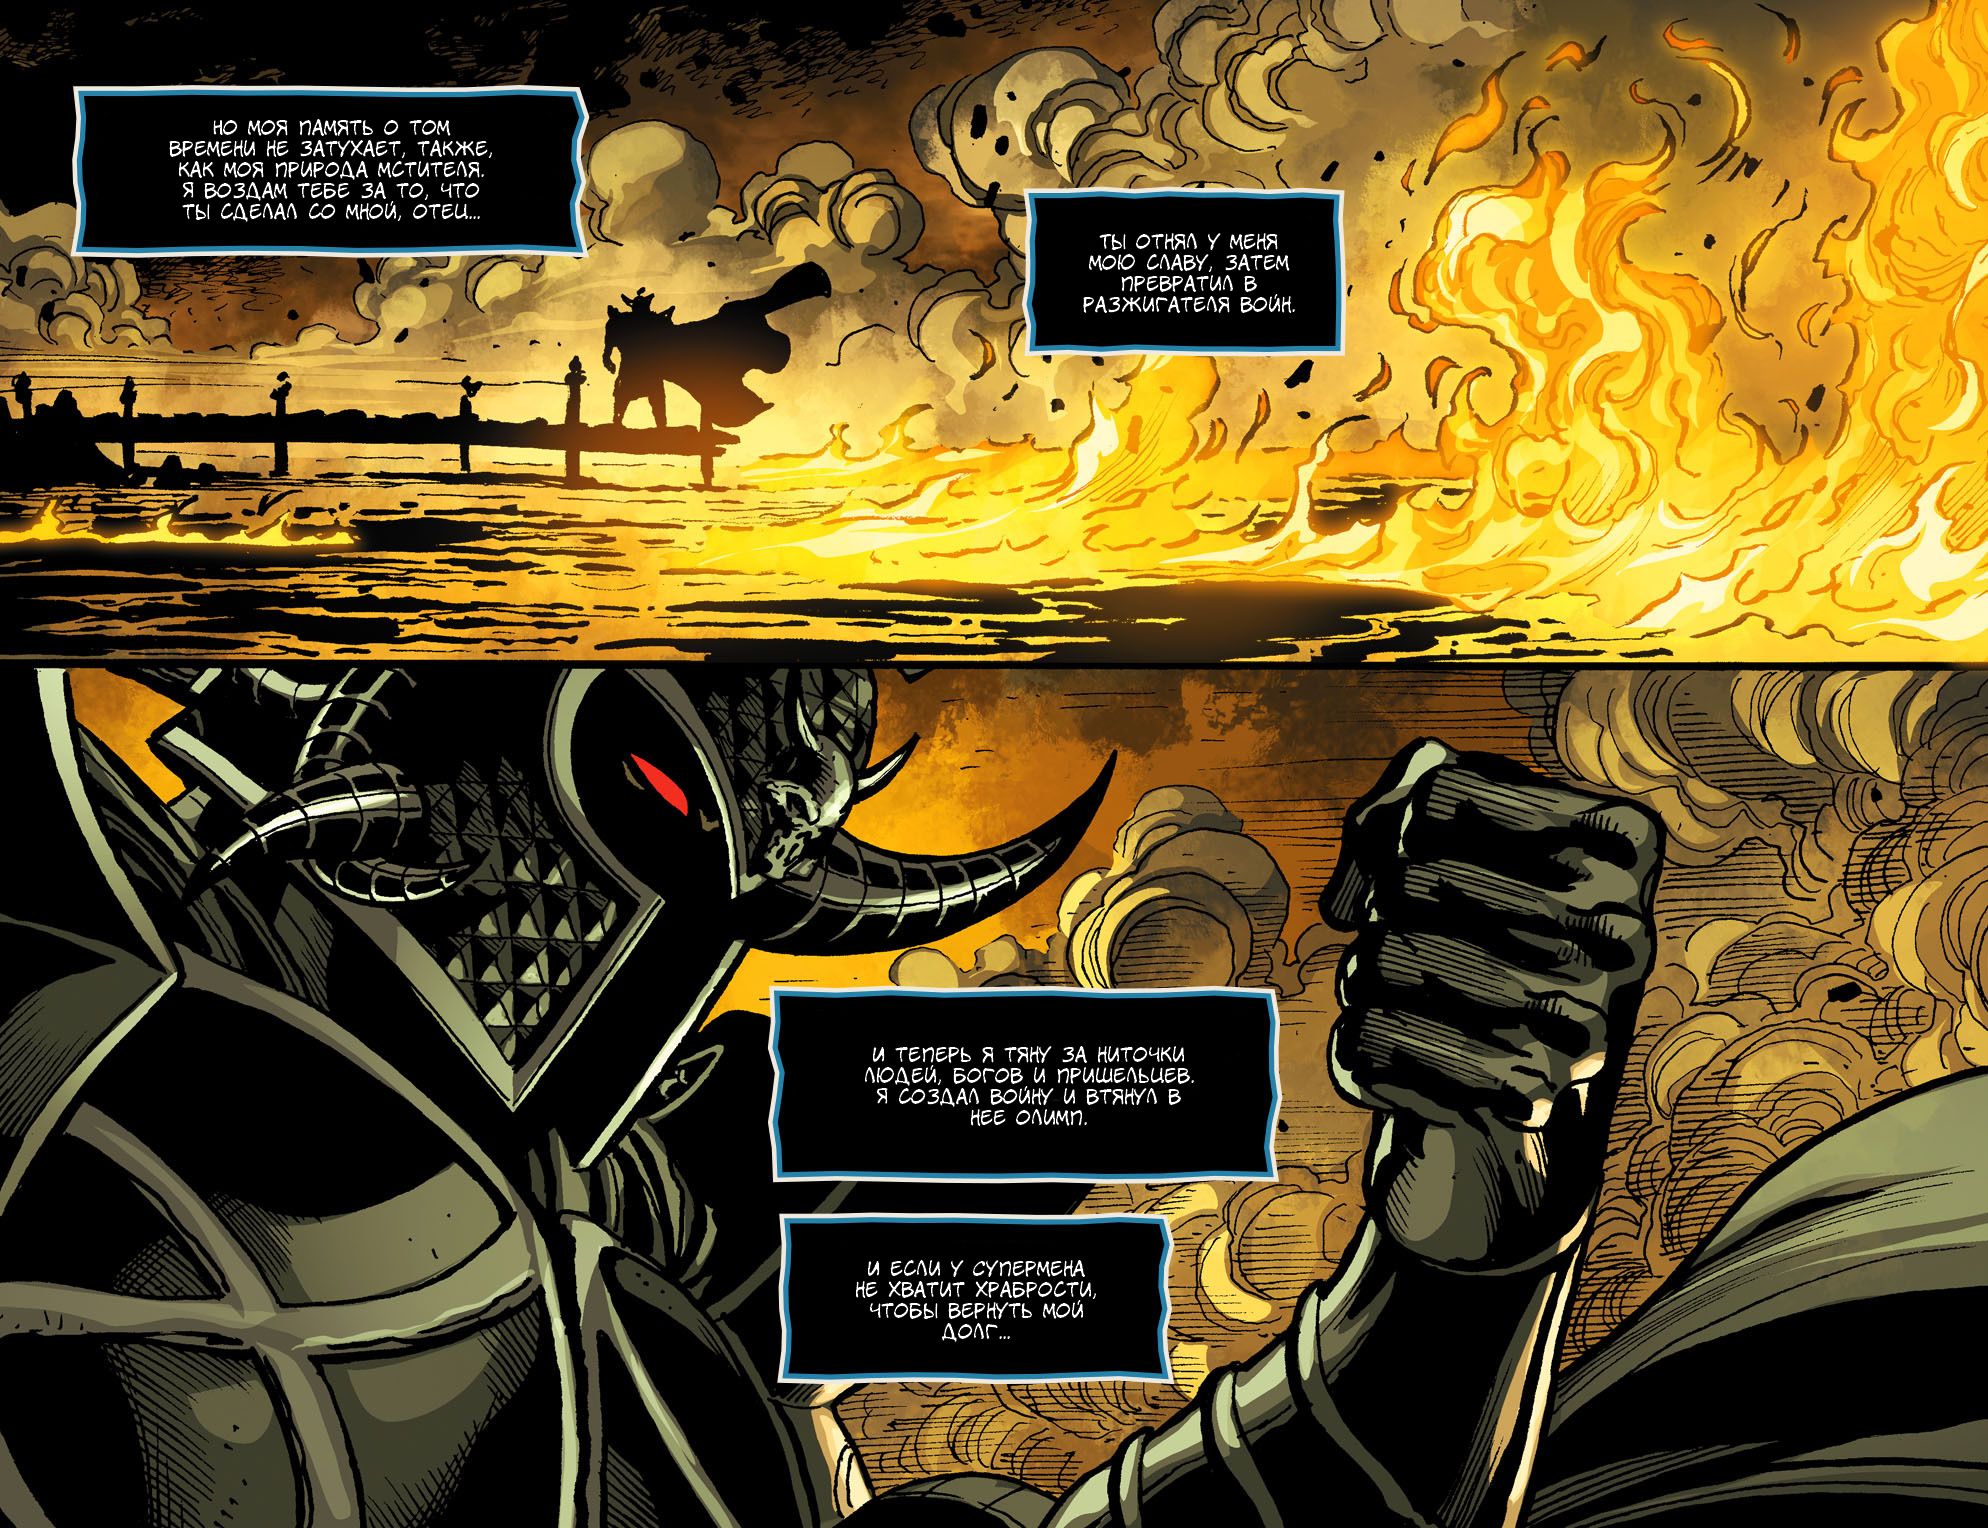 НО МОЯ ПАМЯТЬ О ТОМ
ВРЕМЕНИ НЕ ЗАТУХАЕТ, ТАКЖЕ,
КАК МОЯ ПРИРОДА МСТИТЕЛЯ.
Я ВОЗДАМ ТЕБЕ ЗА ТО, ЧТО
ТЫ СДЕЛАЛ СО МНОЙ, ОТЕЦ...
ТЫ ОТНЯЛ У МЕНЯ
МОЮ СЛАВУ, ЗАТЕМ
ПРЕВРАТИЛ В
РАЗЖИГАТЕЛЯ ВОЙН.
И ТЕПЕРЬ Я ТЯНУ ЗА НИТОЧКИ
ЛЮДЕЙ, БОГОВ И ПРИШЕЛЬЦЕВ.
Я СОЗДАЛ ВОЙНУ И ВТЯНУЛ В
НЕЕ ОЛИМП.
И ЕСЛИ У СУПЕРМЕНА
НЕ ХВАТИТ ХРАБРОСТИ,
ЧТОБЫ ВЕРНУТЬ МОЙ
ДОЛГ...